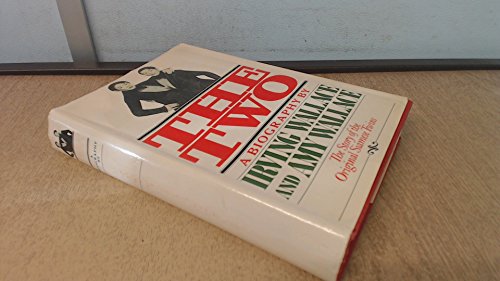 THE
TWO
A BIOGRAPHY BY
IRVING WALLACE
AND AMY WALLACE
The Story of the
Original Siamese Twins